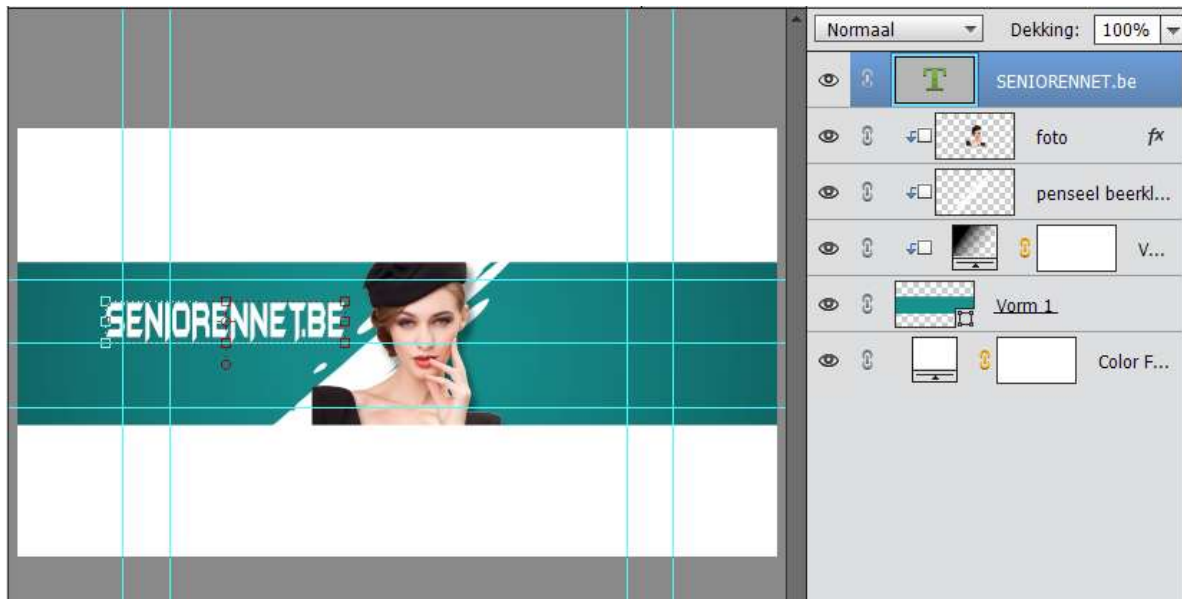 Normaal Dekking: 100%
SENIORENNET.be
foto fx
penseel beerkl...
V...
Vorm 1
Color F...
SENIORENNET.BE